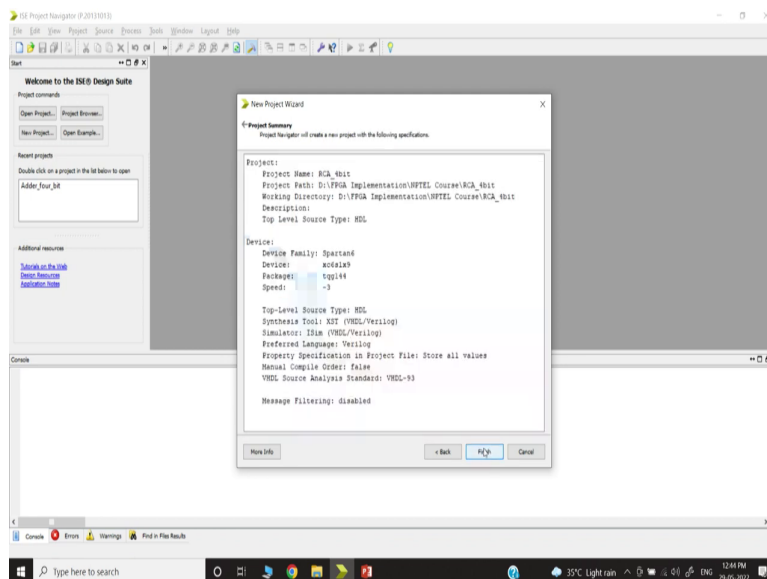 ISE Project Navigator (P.20131013)
File Edit View Project Source Process Tools Window Layout Help
Start
Welcome to the ISE® Design Suite
Project commands
Open Project... Project Browser...
New Project... Open Example...
Recent projects
Double click on a project in the list below to open
Adder_four_bit
Additional resources
Tutorials on the Web
Design Resources
Application Notes
New Project Wizard
Project Summary
Project Navigator will create a new project with the following specifications.
Project:
Project Name: RCA_4bit
Project Path: D:\FPGA Implementation\NPTEL Course\RCA_4bit
Working Directory: D:\FPGA Implementation\NPTEL Course\RCA_4bit
Description:
Top Level Source Type: HDL
Device:
Device Family: Spartan6
Device: xc6slx9
Package: tqg144
Speed: -3
Top-Level Source Type: HDL
Synthesis Tool: XST (VHDL/Verilog)
Simulator: ISim (VHDL/Verilog)
Preferred Language: Verilog
Property Specification in Project File: Store all values
Manual Compile Order: false
VHDL Source Analysis Standard: VHDL-93
Message Filtering: disabled
More Info < Back Finish Cancel
Console
Console Errors Warnings Find in Files Results
Type here to search
35°C Light rain ENG
12:44 PM
29-05-2022